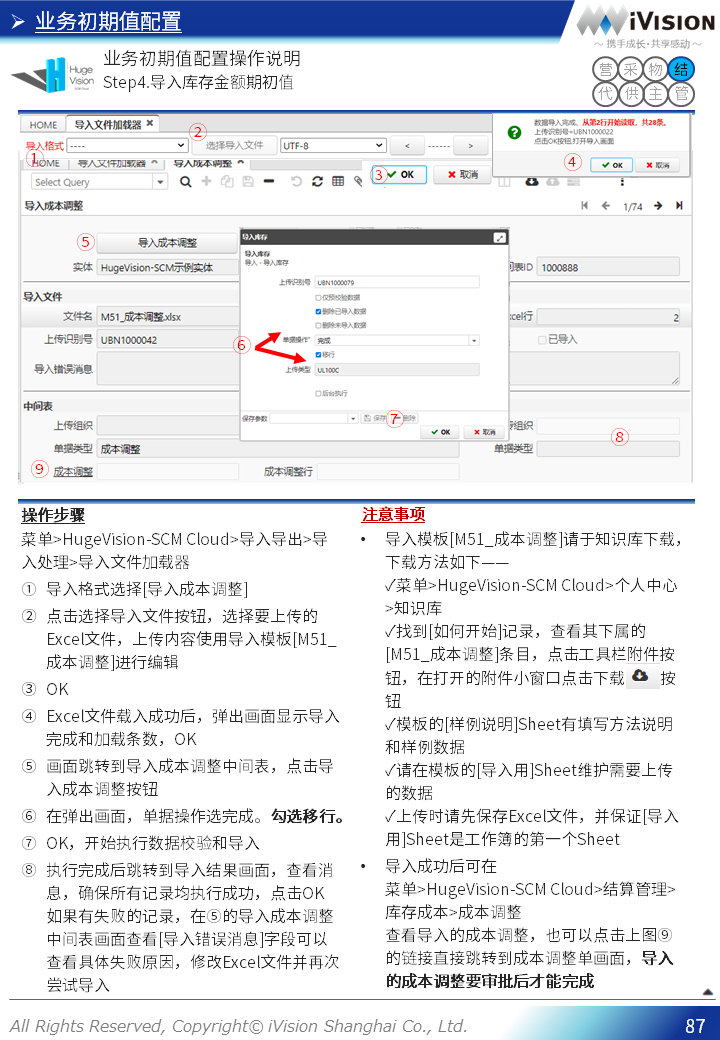 ➢ 业务初期值配置
iVISION
～ 携手成长·共享感动 ～
Huge
Vision
业务初期值配置操作说明
Step4.导入库存金额期初值
营 采 物 结
代 供 主 管
HOME 导入文件加载器 ✖
导入格式 ---- ② 选择导入文件 UTF-8 < ------ >
①
HOME 导入文件加载器 导入成本调整
Select Query
③ OK ✖ 取消
数据导入完成。从第2行开始读取，共28条。
上传识别号=UBN1000022
点击OK按钮,打开导入画面
④ OK ✖ 取消
导入成本调整
1/74
⑤ 导入成本调整
实体 HugeVision-SCM示例实体
间表ID 1000888
导入文件
文件名 M51_成本调整.xlsx
xcel行 2
上传识别号 UBN1000042
已导入
导入错误消息
中间表
上传组织
织组织
单据类型 成本调整
单据类型
⑧
⑨ 成本调整 成本调整行
导入库存
导入库存
导入 - 导入库存
上传识别号 UBN1000079
仅预校验数据
删除已导入数据
删除未导入数据
单据操作* 完成
⑥
移行
上传类型 UL100C
后台执行
保存参数 保存 ⑦ 删除
OK ✖ 取消
操作步骤
菜单>HugeVision-SCM Cloud>导入导出>导
入处理>导入文件加载器
① 导入格式选择[导入成本调整]
② 点击选择导入文件按钮，选择要上传的
Excel文件，上传内容使用导入模板[M51_
成本调整]进行编辑
③ OK
④ Excel文件载入成功后，弹出画面显示导入
完成和加载条数，OK
⑤ 画面跳转到导入成本调整中间表，点击导
入成本调整按钮
⑥ 在弹出画面，单据操作选完成。勾选移行。
⑦ OK，开始执行数据校验和导入
⑧ 执行完成后跳转到导入结果画面，查看消
息，确保所有记录均执行成功，点击OK
如果有失败的记录，在⑤的导入成本调整
中间表画面查看[导入错误消息]字段可以
查看具体失败原因，修改Excel文件并再次
尝试导入
注意事项
• 导入模板[M51_成本调整]请于知识库下载，
下载方法如下——
✓菜单>HugeVision-SCM Cloud>个人中心
>知识库
✓找到[如何开始]记录，查看其下属的
[M51_成本调整]条目，点击工具栏附件按
钮，在打开的附件小窗口点击下载 按
钮
✓模板的[样例说明]Sheet有填写方法说明
和样例数据
✓请在模板的[导入用]Sheet维护需要上传
的数据
✓上传时请先保存Excel文件，并保证[导入
用]Sheet是工作簿的第一个Sheet
• 导入成功后可在
菜单>HugeVision-SCM Cloud>结算管理>
库存成本>成本调整
查看导入的成本调整，也可以点击上图⑨
的链接直接跳转到成本调整单画面，导入
的成本调整要审批后才能完成
All Rights Reserved, Copyright© iVision Shanghai Co., Ltd.
87